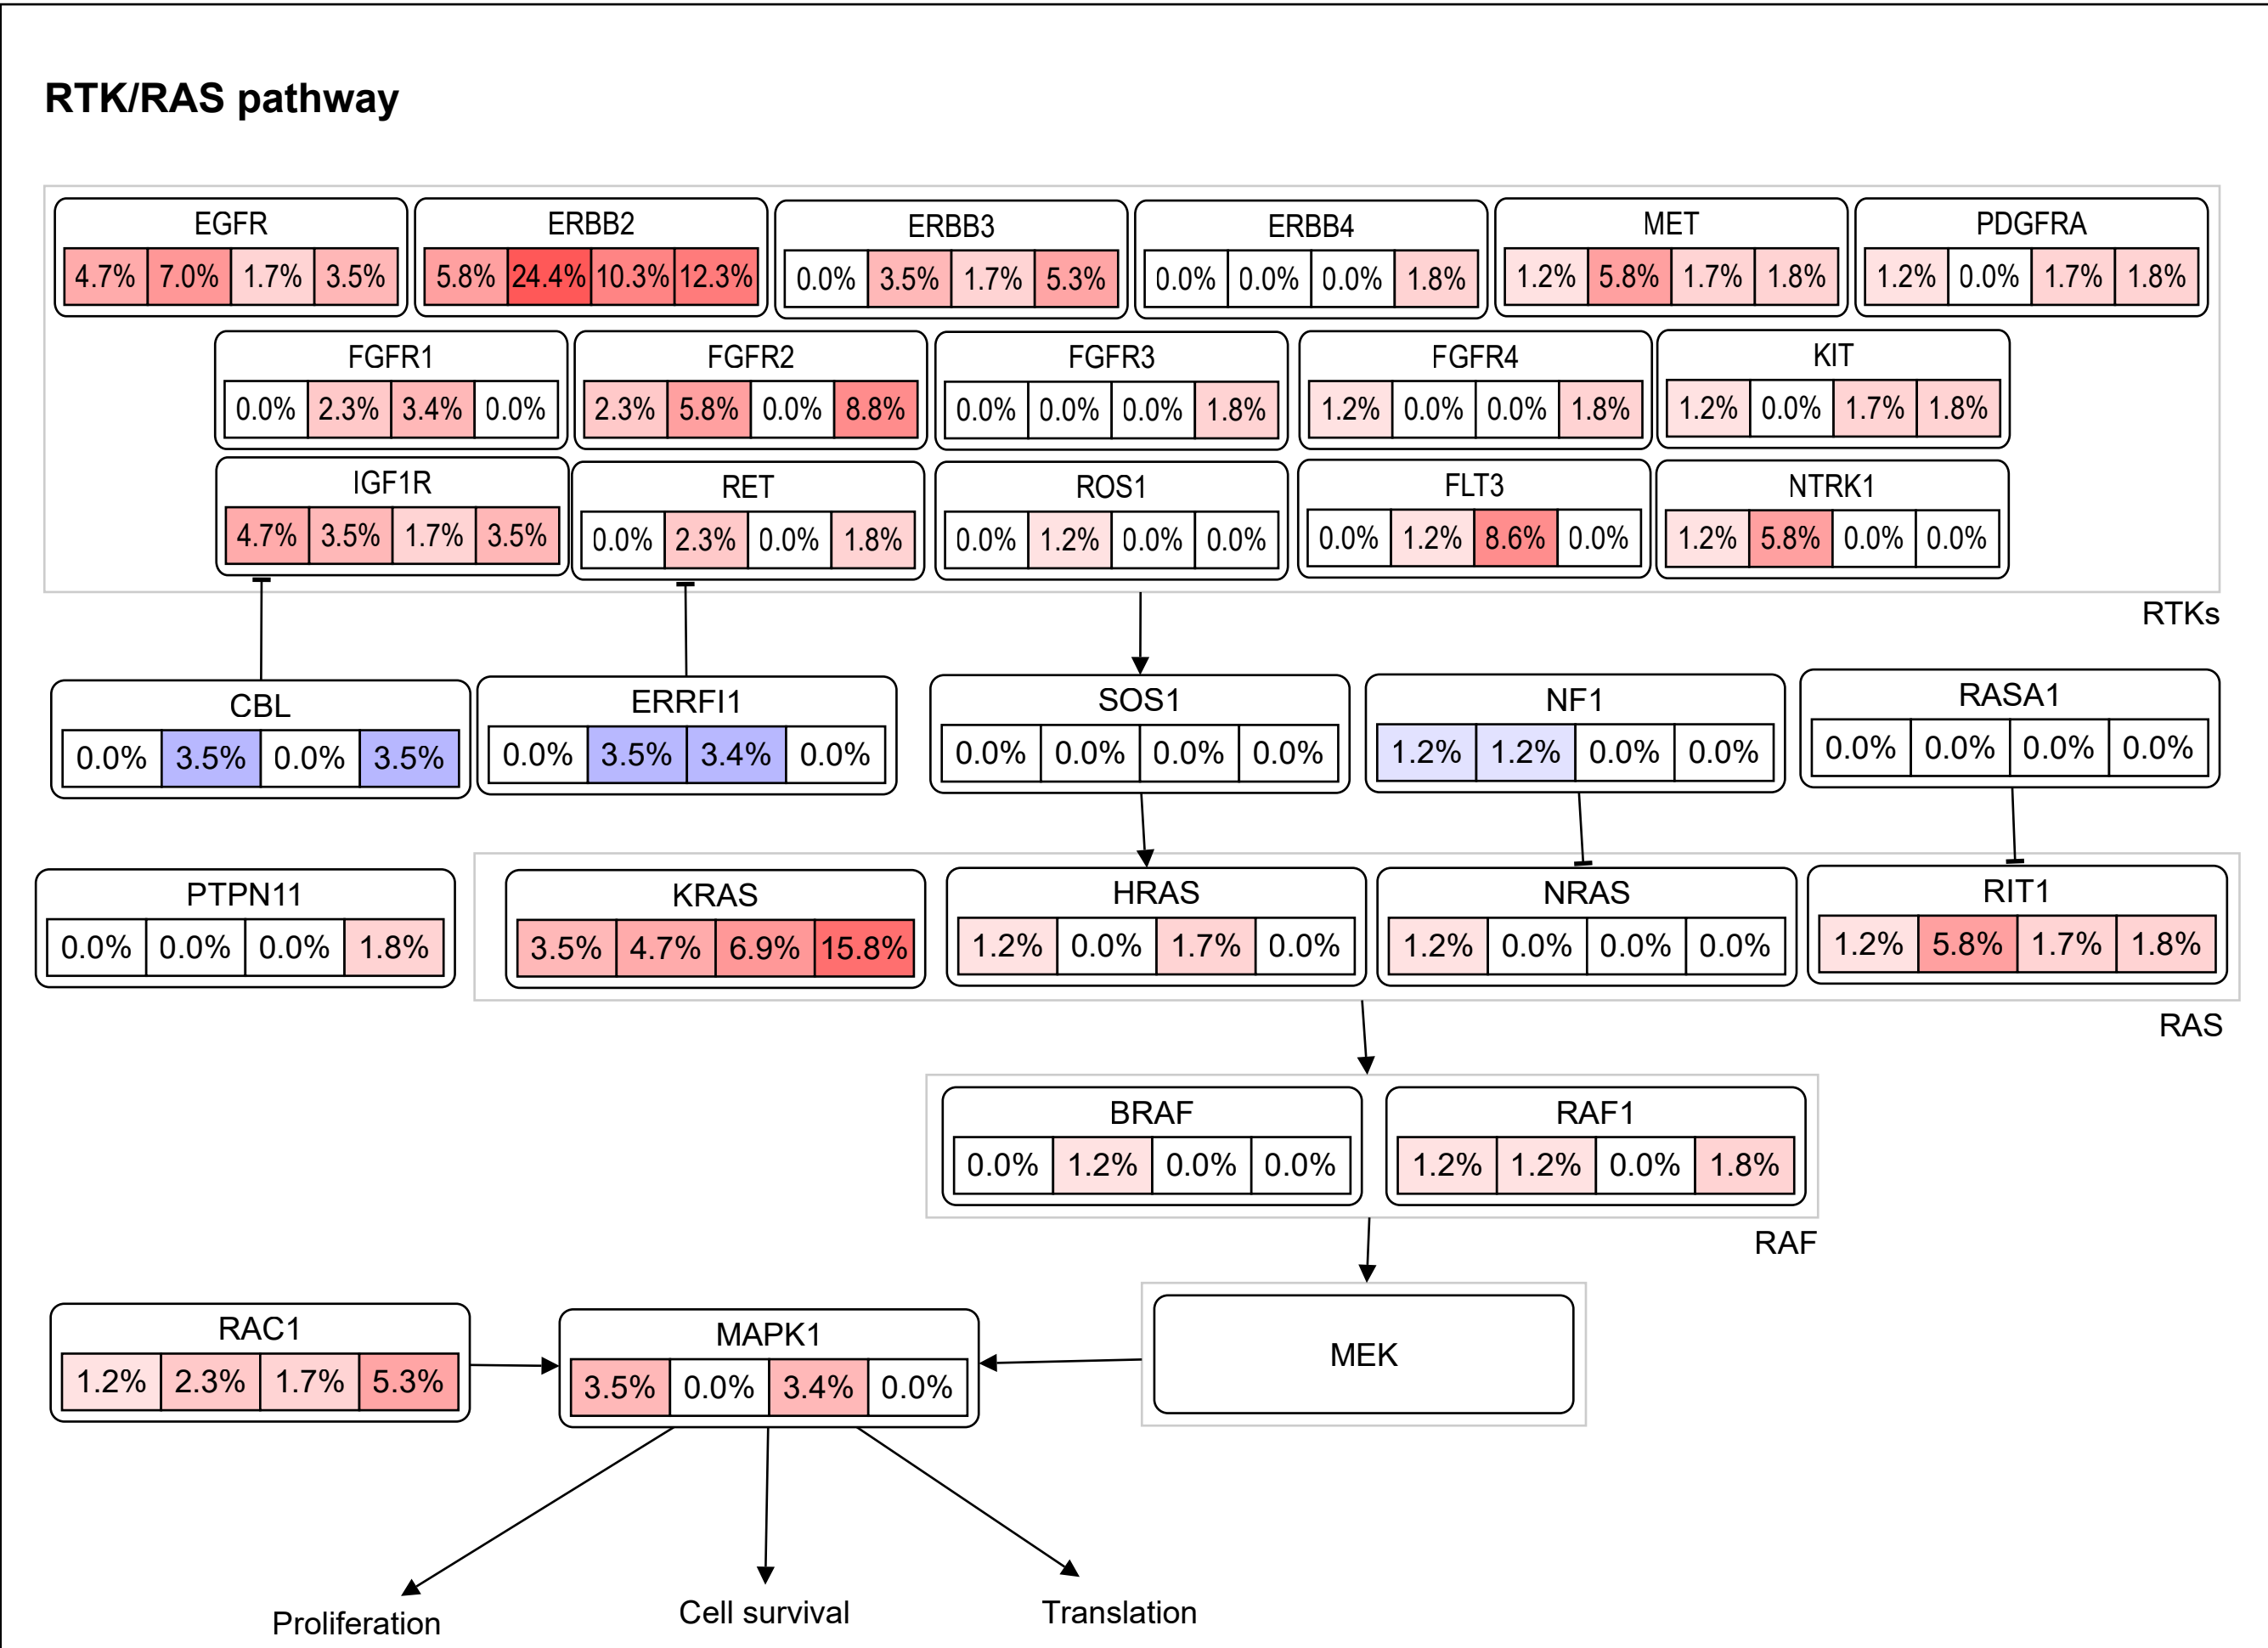 RTK/RAS pathway
EGFR ERBB2 ERBB3 ERBB4 MET PDGFRA
4.7% 7.0% 1.7% 3.5% 5.8% 24.4% 10.3% 12.3% 0.0% 3.5% 1.7% 5.3% 0.0% 0.0% 0.0% 1.8% 1.2% 5.8% 1.7% 1.8% 1.2% 0.0% 1.7% 1.8%
FGFR1 FGFR2 FGFR3 FGFR4 KIT
0.0% 2.3% 3.4% 0.0% 2.3% 5.8% 0.0% 8.8% 0.0% 0.0% 0.0% 1.8% 1.2% 0.0% 0.0% 1.8% 1.2% 0.0% 1.7% 1.8%
IGF1R RET ROS1 FLT3 NTRK1
4.7% 3.5% 1.7% 3.5% 0.0% 2.3% 0.0% 1.8% 0.0% 1.2% 0.0% 0.0% 0.0% 1.2% 8.6% 0.0% 1.2% 5.8% 0.0% 0.0%
RTKs
CBL ERRFI1 SOS1 NF1 RASA1
0.0% 3.5% 0.0% 3.5% 0.0% 3.5% 3.4% 0.0% 0.0% 0.0% 0.0% 0.0% 1.2% 1.2% 0.0% 0.0% 0.0% 0.0% 0.0% 0.0%
PTPN11 KRAS HRAS NRAS RIT1
0.0% 0.0% 0.0% 1.8% 3.5% 4.7% 6.9% 15.8% 1.2% 0.0% 1.7% 0.0% 1.2% 0.0% 0.0% 0.0% 1.2% 5.8% 1.7% 1.8%
RAS
BRAF RAF1
0.0% 1.2% 0.0% 0.0% 1.2% 1.2% 0.0% 1.8%
RAF
RAC1 MAPK1 MEK
1.2% 2.3% 1.7% 5.3% 3.5% 0.0% 3.4% 0.0%
Proliferation Cell survival Translation